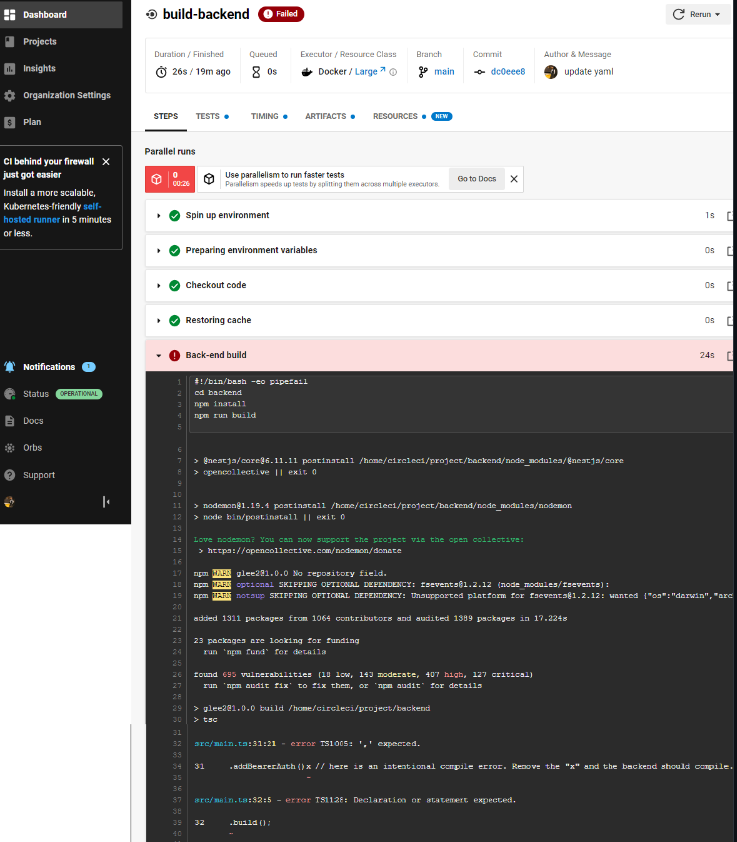 Dashboard
Projects
Insights
Organization Settings
Plan
CI behind your firewall
just got easier
Install a more scalable,
Kubernetes-friendly self-
hosted runner in 5 minutes
or less.
Notifications 1
Status OPERATIONAL
Docs
Orbs
Support
build-backend Failed
Rerun
Duration / Finished
26s / 19m ago
Queued
0s
Executor / Resource Class
Docker / Large
Branch
main
Commit
dc0eee8
Author & Message
update yaml
STEPS TESTS TIMING ARTIFACTS RESOURCES NEW
Parallel runs
0
00:26
Use parallelism to run faster tests
Parallelism speeds up tests by splitting them across multiple executors.
Go to Docs
Spin up environment 1s
Preparing environment variables 0s
Checkout code 0s
Restoring cache 0s
Back-end build 24s
1 #!/bin/bash -eo pipefail
2 cd backend
3 npm install
4 npm run build
5
6
7 > @nestjs/core@6.11.11 postinstall /home/circleci/project/backend/node_modules/@nestjs/core
8 > opencollective || exit 0
9
10
11 > nodemon@1.19.4 postinstall /home/circleci/project/backend/node_modules/nodemon
12 > node bin/postinstall || exit 0
13
14 Love nodemon? You can now support the project via the open collective:
15 > https://opencollective.com/nodemon/donate
16
17 npm WARN glee2@1.0.0 No repository field.
18 npm WARN optional SKIPPING OPTIONAL DEPENDENCY: fsevents@1.2.12 (node_modules/fsevents):
19 npm WARN notsup SKIPPING OPTIONAL DEPENDENCY: Unsupported platform for fsevents@1.2.12: wanted {"os":"darwin","arc
20
21 added 1311 packages from 1064 contributors and audited 1389 packages in 17.224s
22
23 23 packages are looking for funding
24 run `npm fund` for details
25
26 found 695 vulnerabilities (18 low, 143 moderate, 407 high, 127 critical)
27 run `npm audit fix` to fix them, or `npm audit` for details
28
29 > glee2@1.0.0 build /home/circleci/project/backend
30 > tsc
31
32 src/main.ts:31:21 - error TS1005: ',' expected.
33
34 31 .addBearerAuth()x // here is an intentional compile error. Remove the "x" and the backend should compile.
35 ~
36
37 src/main.ts:32:5 - error TS1128: Declaration or statement expected.
38
39 32 .build();
40 ~